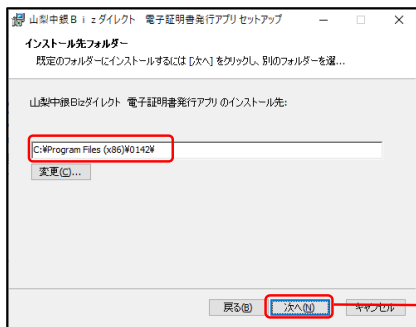 山梨中銀Ｂｉｚダイレクト　電子証明書発行アプリ セットアップ
インストール先フォルダー
既定のフォルダーにインストールするには [次へ] をクリックし、別のフォルダーを選...
山梨中銀Bizダイレクト 電子証明書発行アプリ のインストール先:
C:¥Program Files (x86)¥0142¥
変更(C)...
戻る(B) 次へ(N) キャンセル